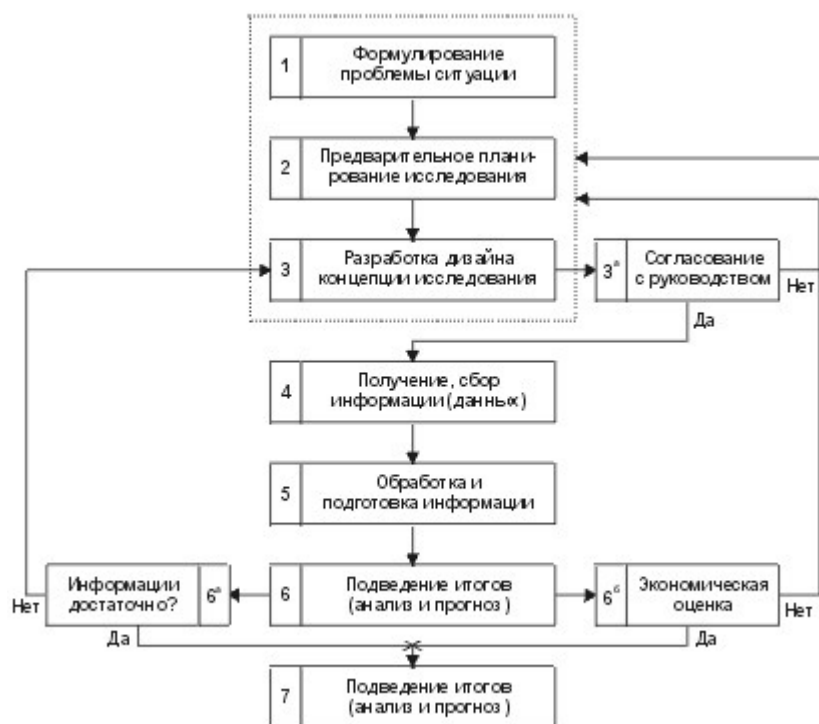 1
Формулирование
проблемы ситуации
2
Предварительное плани-
рование исследования
3
Разработка дизайна
концепции исследования
3а
Согласование
с руководством
Нет
Да
4
Получение, сбор
информации (данных)
5
Обработка и
подготовка информации
Информации
достаточно?
6а
Нет
Да
6
Подведение итогов
(анализ и прогноз)
6б
Экономическая
оценка
Нет
Да
7
Подведение итогов
(анализ и прогноз)